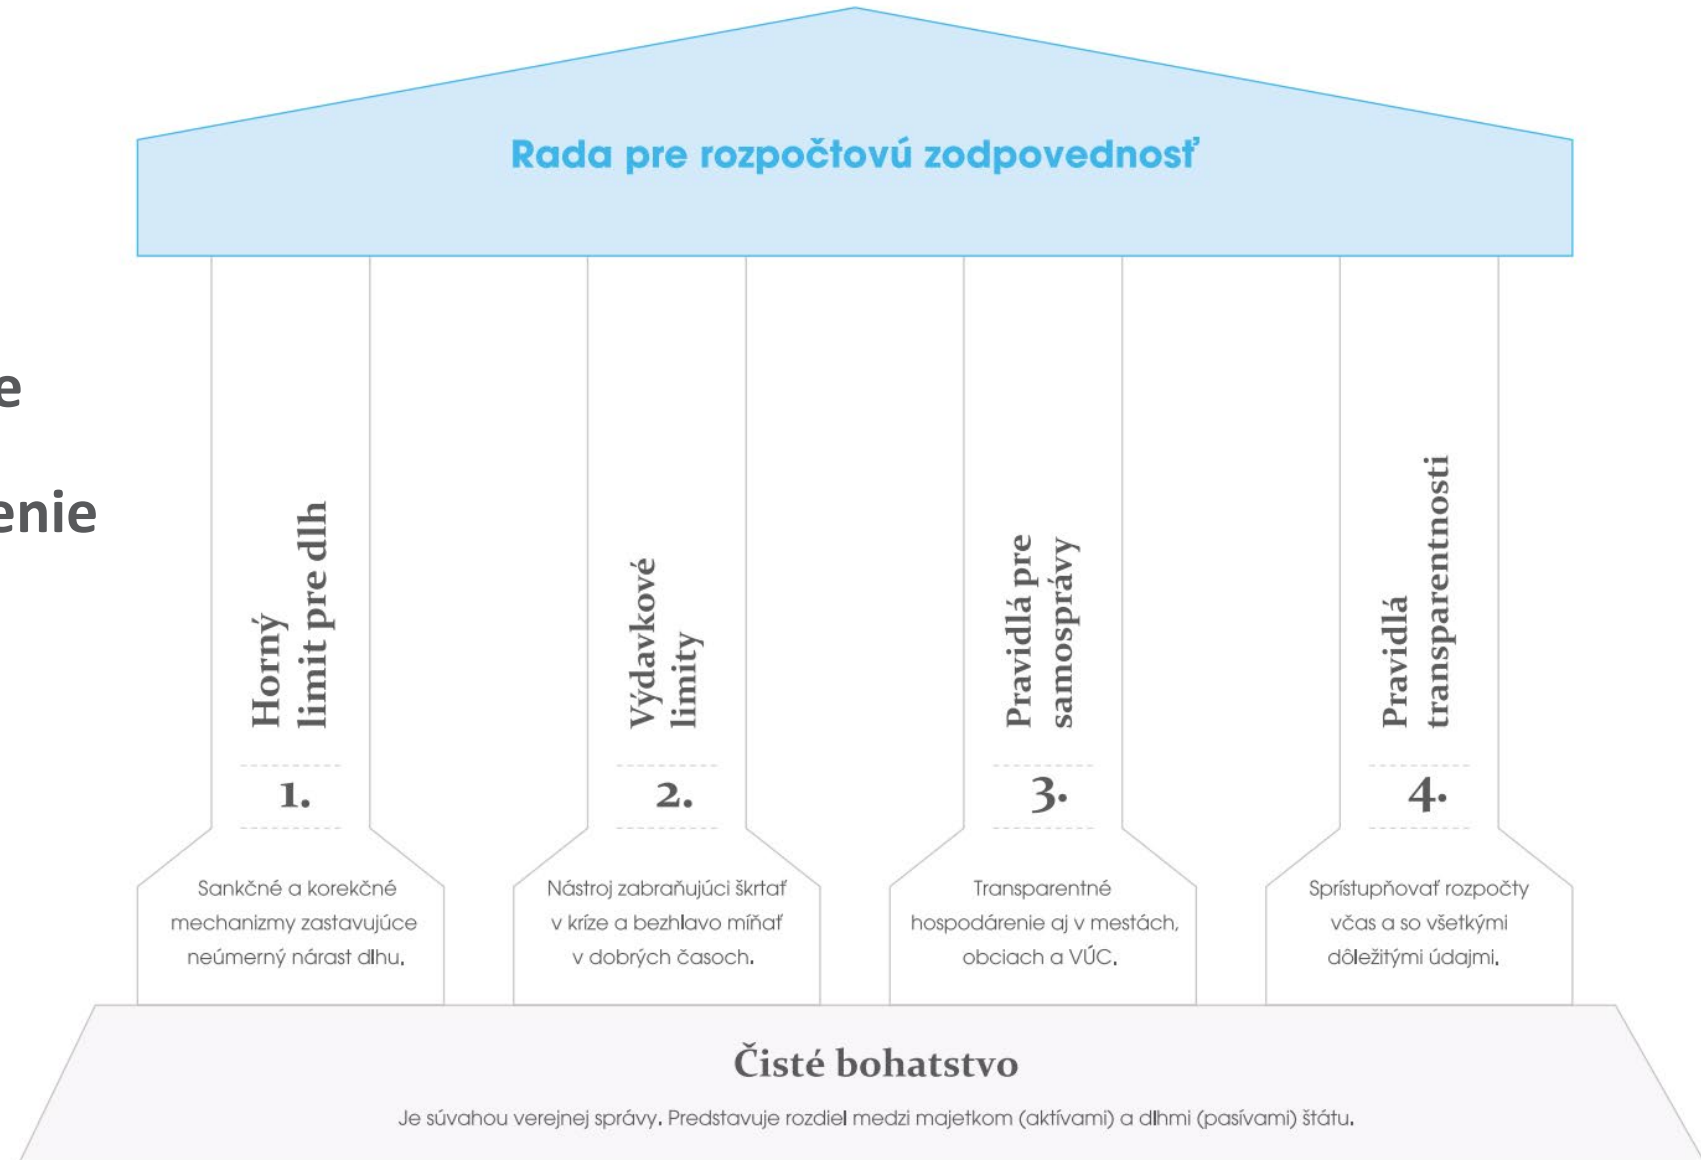 Rada pre rozpočtovú zodpovednosť
e
enie
Horný
limit pre dlh
1.
Sankčné a korekčné
mechanizmy zastavujúce
neúmerný nárast dlhu.
Výdavkové
limity
2.
Nástroj zabraňujúci škrtať
v kríze a bezhlavo míňať
v dobrých časoch.
Pravidlá pre
samosprávy
3.
Transparentné
hospodárenie aj v mestách,
obciach a VÚC.
Pravidlá
transparentnosti
4.
Sprístupňovať rozpočty
včas a so všetkými
dôležitými údajmi.
Čisté bohatstvo
Je súvahou verejnej správy. Predstavuje rozdiel medzi majetkom (aktívami) a dlhmi (pasívami) štátu.